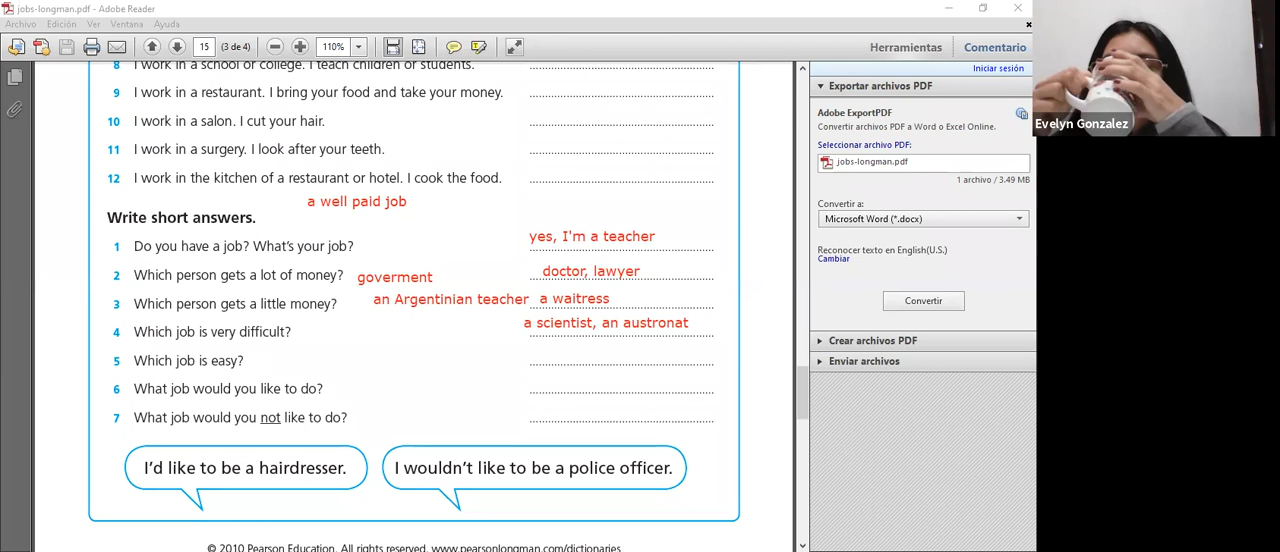 jobs-longman.pdf - Adobe Reader
Archivo Edición Ver Ventana Ayuda
15 (3 de 4) 110% Herramientas Comentario
8 I work in a school or college. I teach children or students.
9 I work in a restaurant. I bring your food and take your money.
10 I work in a salon. I cut your hair.
11 I work in a surgery. I look after your teeth.
12 I work in the kitchen of a restaurant or hotel. I cook the food.
a well paid job
Write short answers.
1 Do you have a job? What's your job? yes, I'm a teacher
2 Which person gets a lot of money? goverment doctor, lawyer
3 Which person gets a little money? an Argentinian teacher a waitress
4 Which job is very difficult? a scientist, an austronat
5 Which job is easy?
6 What job would you like to do?
7 What job would you not like to do?
I'd like to be a hairdresser.
I wouldn't like to be a police officer.
© 2010 Pearson Education. All rights reserved. www.pearsonlongman.com/dictionaries
Iniciar sesión
Exportar archivos PDF
Adobe ExportPDF
Convertir archivos PDF a Word o Excel Online.
Seleccionar archivo PDF:
jobs-longman.pdf
1 archivo / 3.49 MB
Convertir a:
Microsoft Word (*.docx)
Reconocer texto en English(U.S.)
Cambiar
Convertir
Crear archivos PDF
Enviar archivos
Evelyn Gonzalez